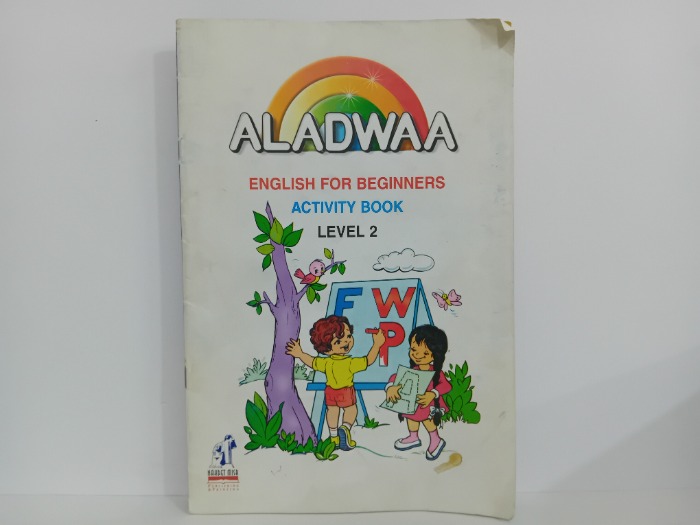 ALADWAA
ENGLISH FOR BEGINNERS
ACTIVITY BOOK
LEVEL 2
F W
P
A